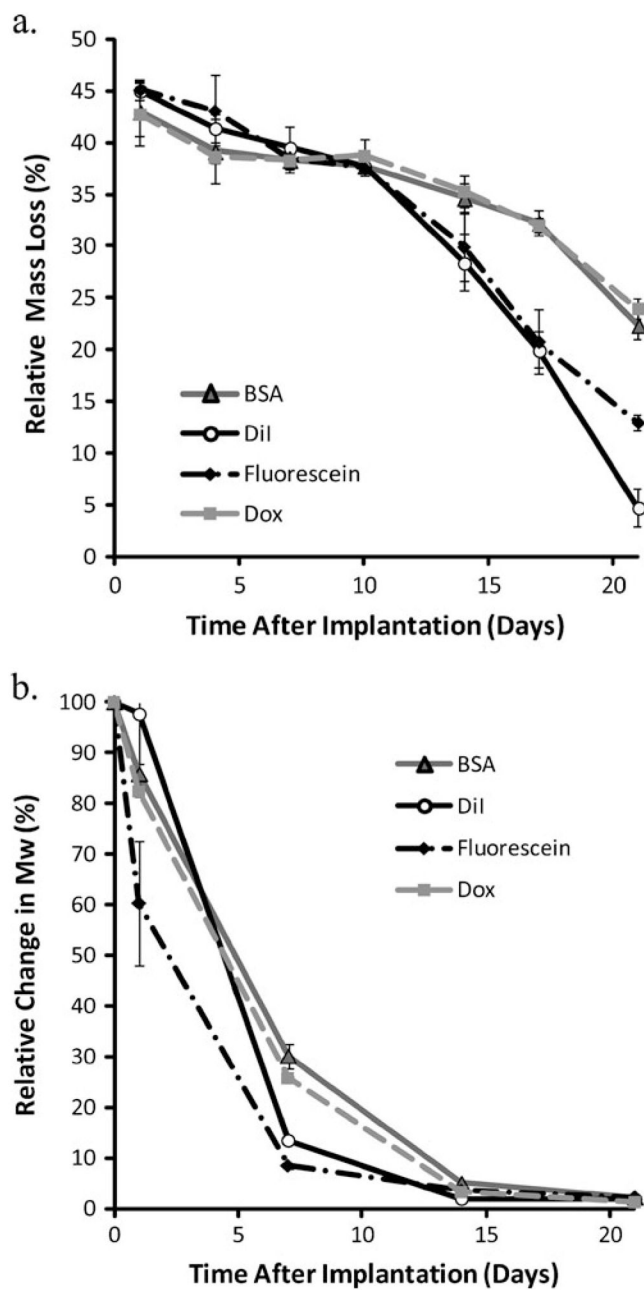 a.
Relative Mass Loss (%)
50
45
40
35
30
25
20
15
10
5
0
BSA
DiI
Fluorescein
Dox
0 5 10 15 20
Time After Implantation (Days)
b.
Relative Change in Mw (%)
100
90
80
70
60
50
40
30
20
10
0
BSA
DiI
Fluorescein
Dox
0 5 10 15 20
Time After Implantation (Days)